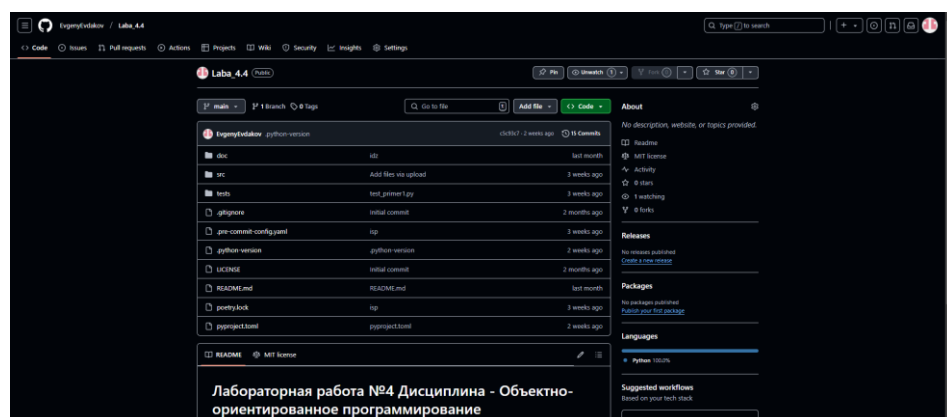 EvgenyEvdakov / Laba_4.4
Type / to search
Code Issues Pull requests Actions Projects Wiki Security Insights Settings
Laba_4.4 Public
Pin Unwatch 1 Fork 0 Star 0
main 1 Branch 0 Tags Go to file t Add file Code
EvgenyEvdakov .python-version 2 weeks ago 15 Commits
doc idz last month
src Add files via upload 3 weeks ago
tests test_primer1.py 3 weeks ago
.gitignore Initial commit 2 months ago
.pre-commit-config.yaml isp 3 weeks ago
.python-version .python-version 2 weeks ago
LICENSE Initial commit 2 months ago
README.md README.md last month
poetry.lock isp 3 weeks ago
pyproject.toml pyproject.toml 2 weeks ago
README MIT license
Лабораторная работа №4 Дисциплина - Объектно-
ориентированное программирование
About
No description, website, or topics provided.
Readme
MIT license
Activity
0 stars
1 watching
0 forks
Releases
No releases published
Create a new release
Packages
No packages published
Publish your first package
Languages
Python 100.0%
Suggested workflows
Based on your tech stack